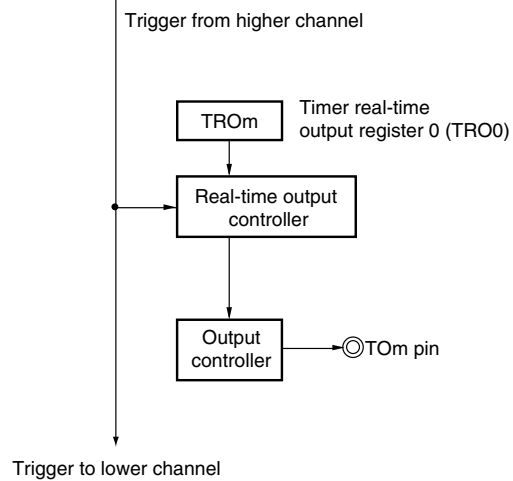 Trigger from higher channel
TROm
Timer real-time
output register 0 (TRO0)
Real-time output
controller
Output
controller
TOm pin
Trigger to lower channel